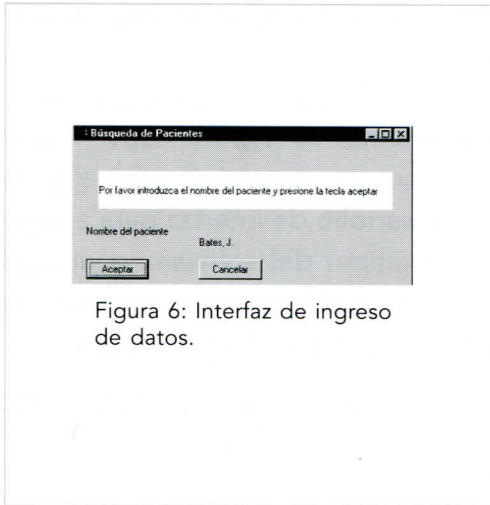 : Búsqueda de Pacientes
Por favor introduzca el nombre del paciente y presione la tecla aceptar
Nombre del paciente
Bates, J.
Aceptar Cancelar
Figura 6: Interfaz de ingreso
de datos.